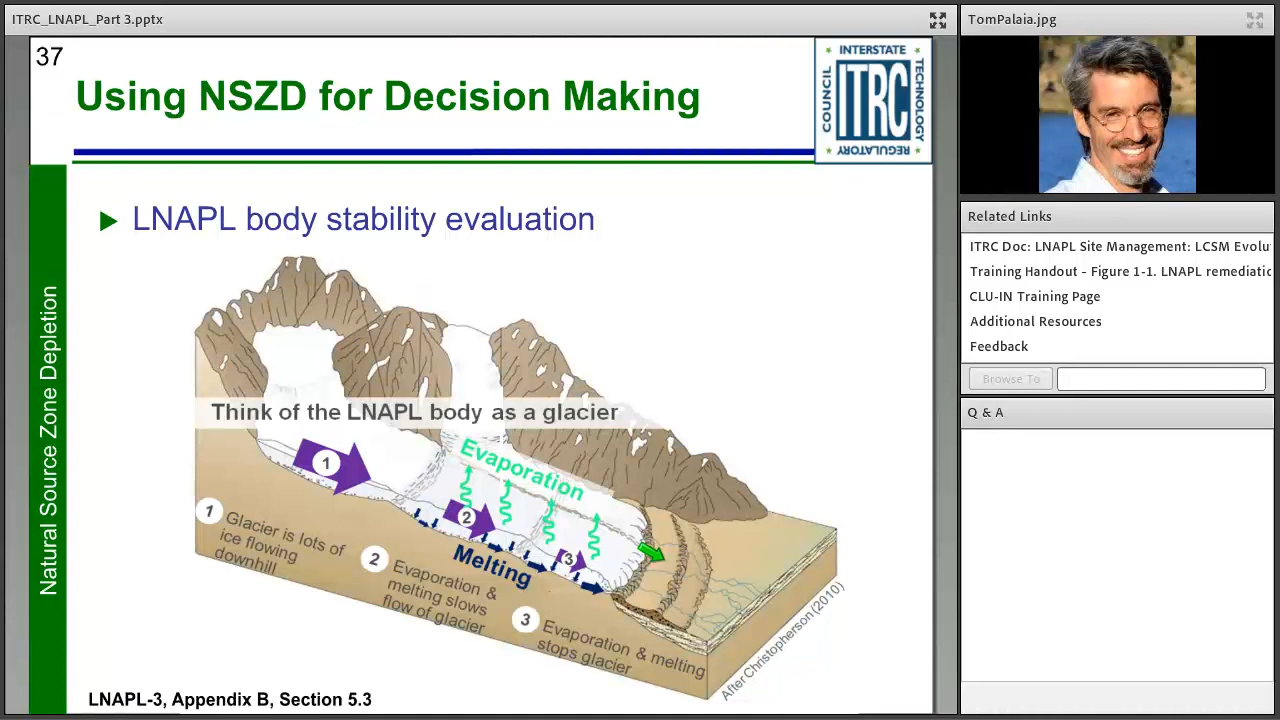 ITRC_LNAPL_Part 3.pptx
37
Using NSZD for Decision Making
INTERSTATE
COUNCIL
ITRC
TECHNOLOGY
REGULATORY
Natural Source Zone Depletion
LNAPL body stability evaluation
Think of the LNAPL body as a glacier
Evaporation
1
2
3
Melting
1 Glacier is lots of
ice flowing
downhill
2 Evaporation &
melting slows
flow of glacier
3 Evaporation & melting
stops glacier
After Christopherson (2010)
LNAPL-3, Appendix B, Section 5.3
TomPalaia.jpg
Related Links
ITRC Doc: LNAPL Site Management: LCSM Evolu
Training Handout - Figure 1-1. LNAPL remediatic
CLU-IN Training Page
Additional Resources
Feedback
Browse To
Q & A